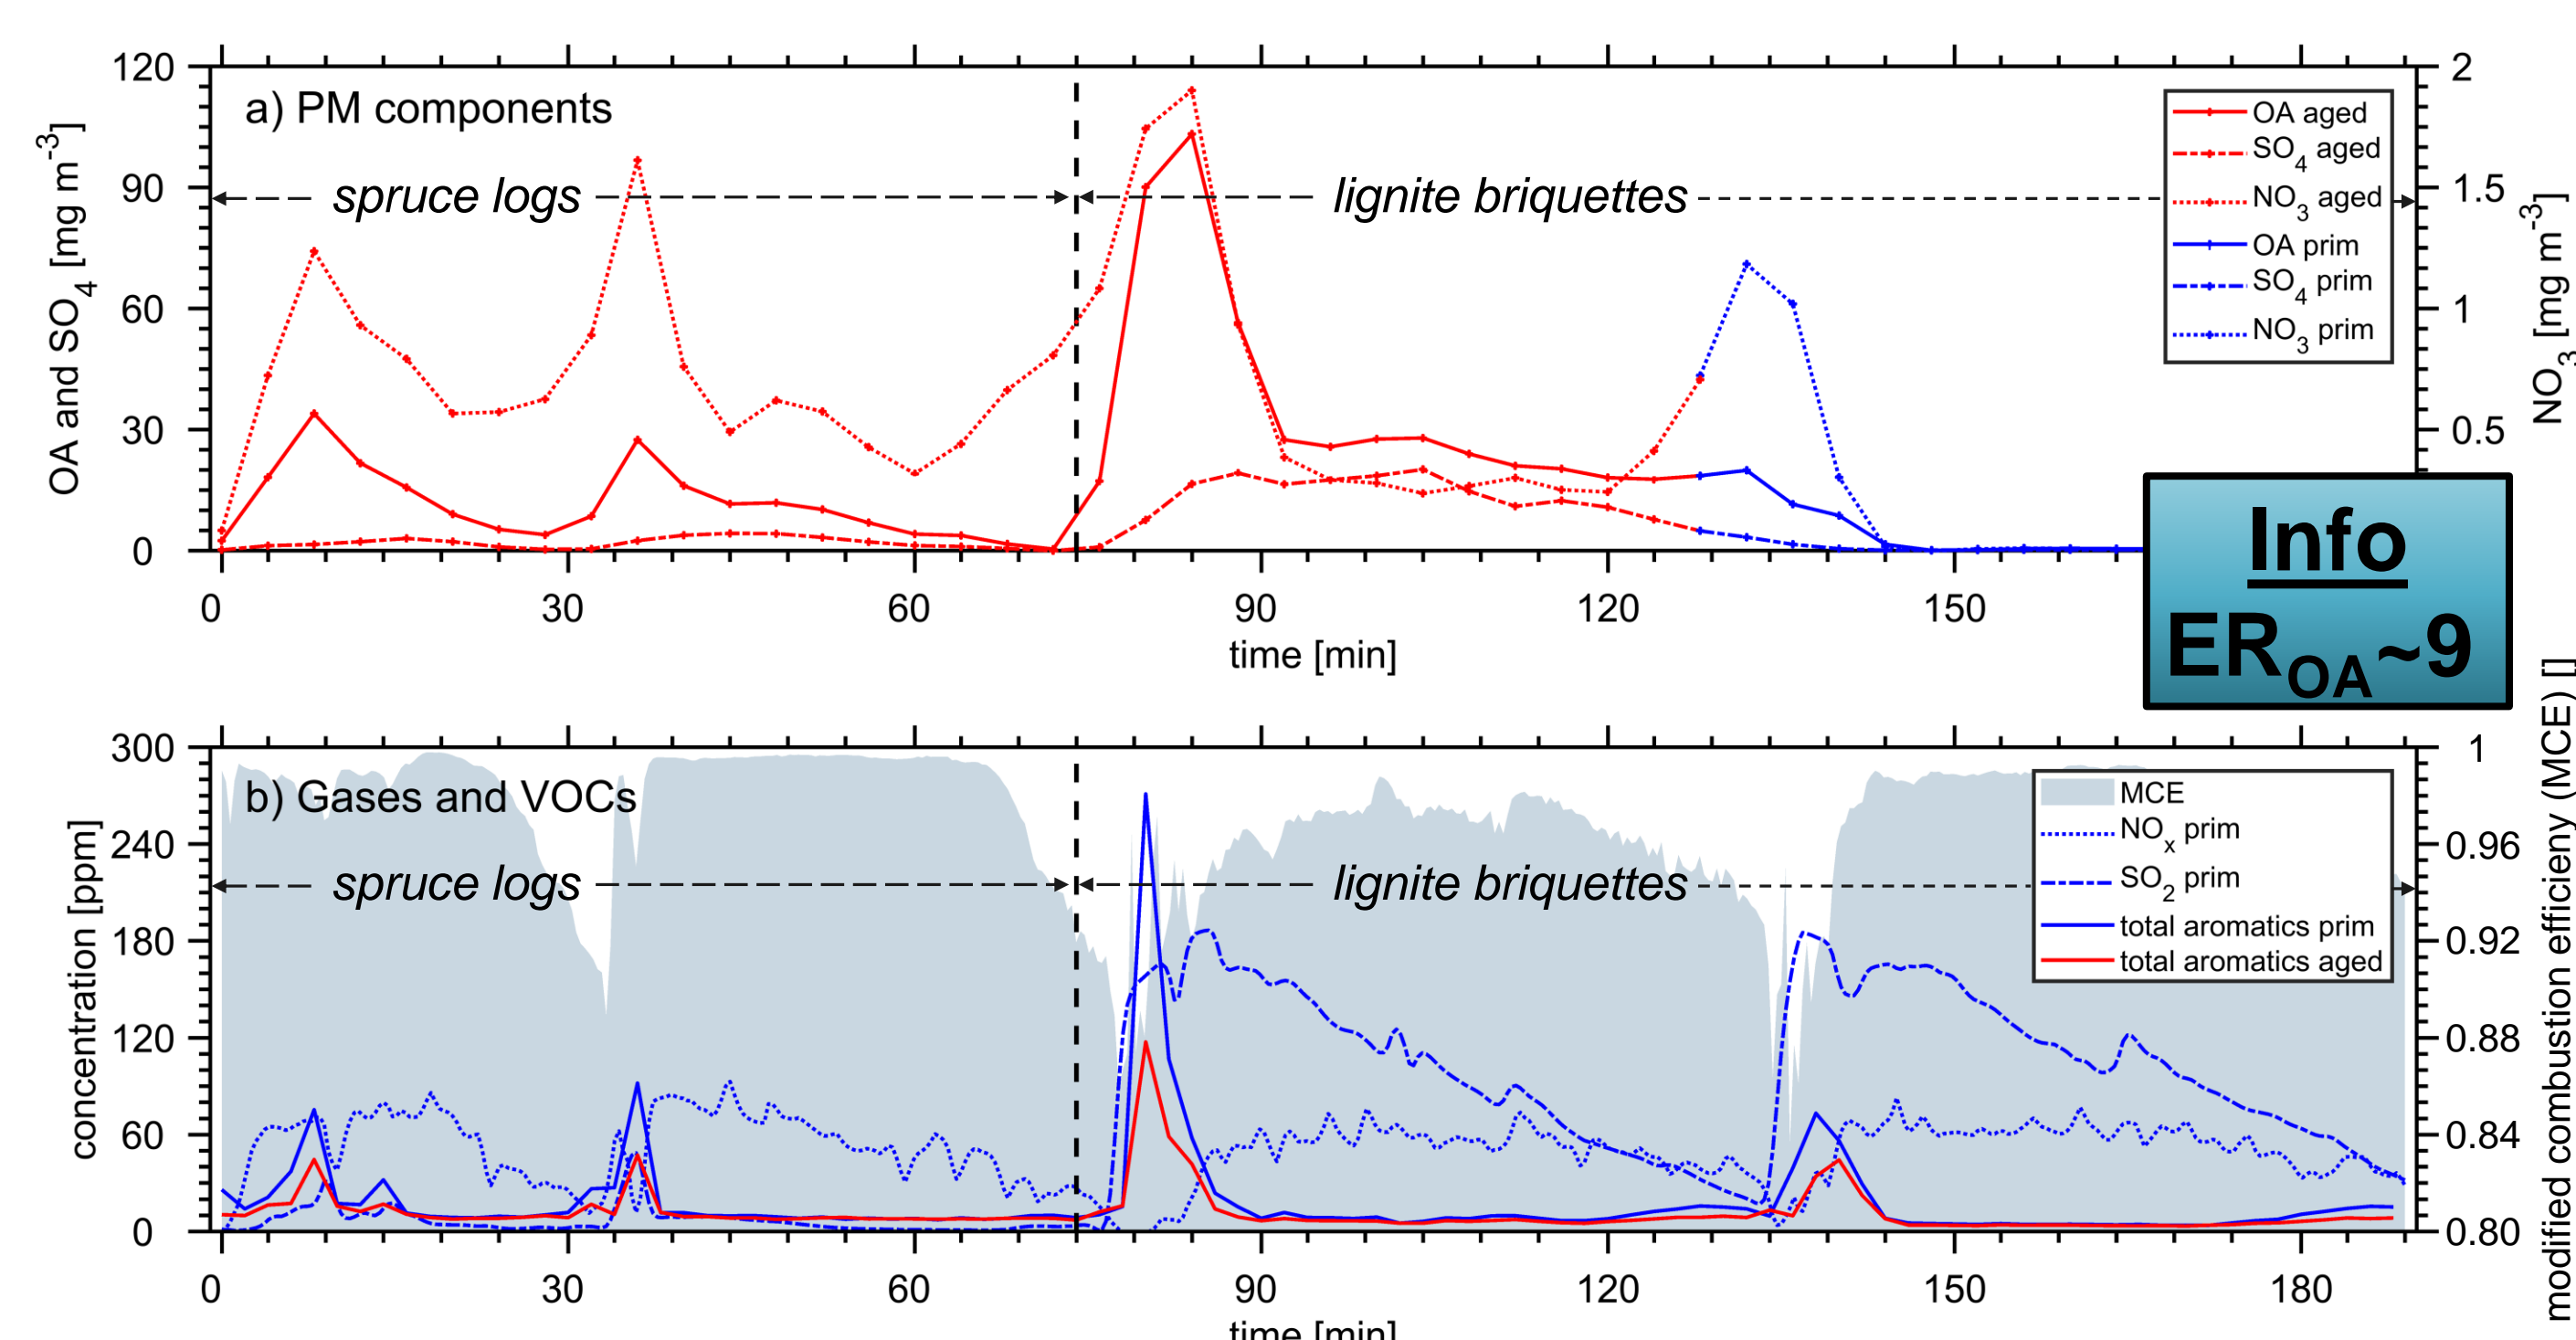 a) PM components
120
90
60
30
0
OA and SO4 [mg m-3]
2
1.5
1
0.5
NO3 [mg m-3]
spruce logs
lignite briquettes
OA aged
SO4 aged
NO3 aged
OA prim
SO4 prim
NO3 prim
0 30 60 90 120 150
time [min]
Info
EROA~9
b) Gases and VOCs
300
240
180
120
60
0
concentration [ppm]
1
0.96
0.92
0.88
0.84
0.80
modified combustion efficieny (MCE) []
spruce logs
lignite briquettes
MCE
NOx prim
SO2 prim
total aromatics prim
total aromatics aged
0 30 60 90 120 150 180
time [min]